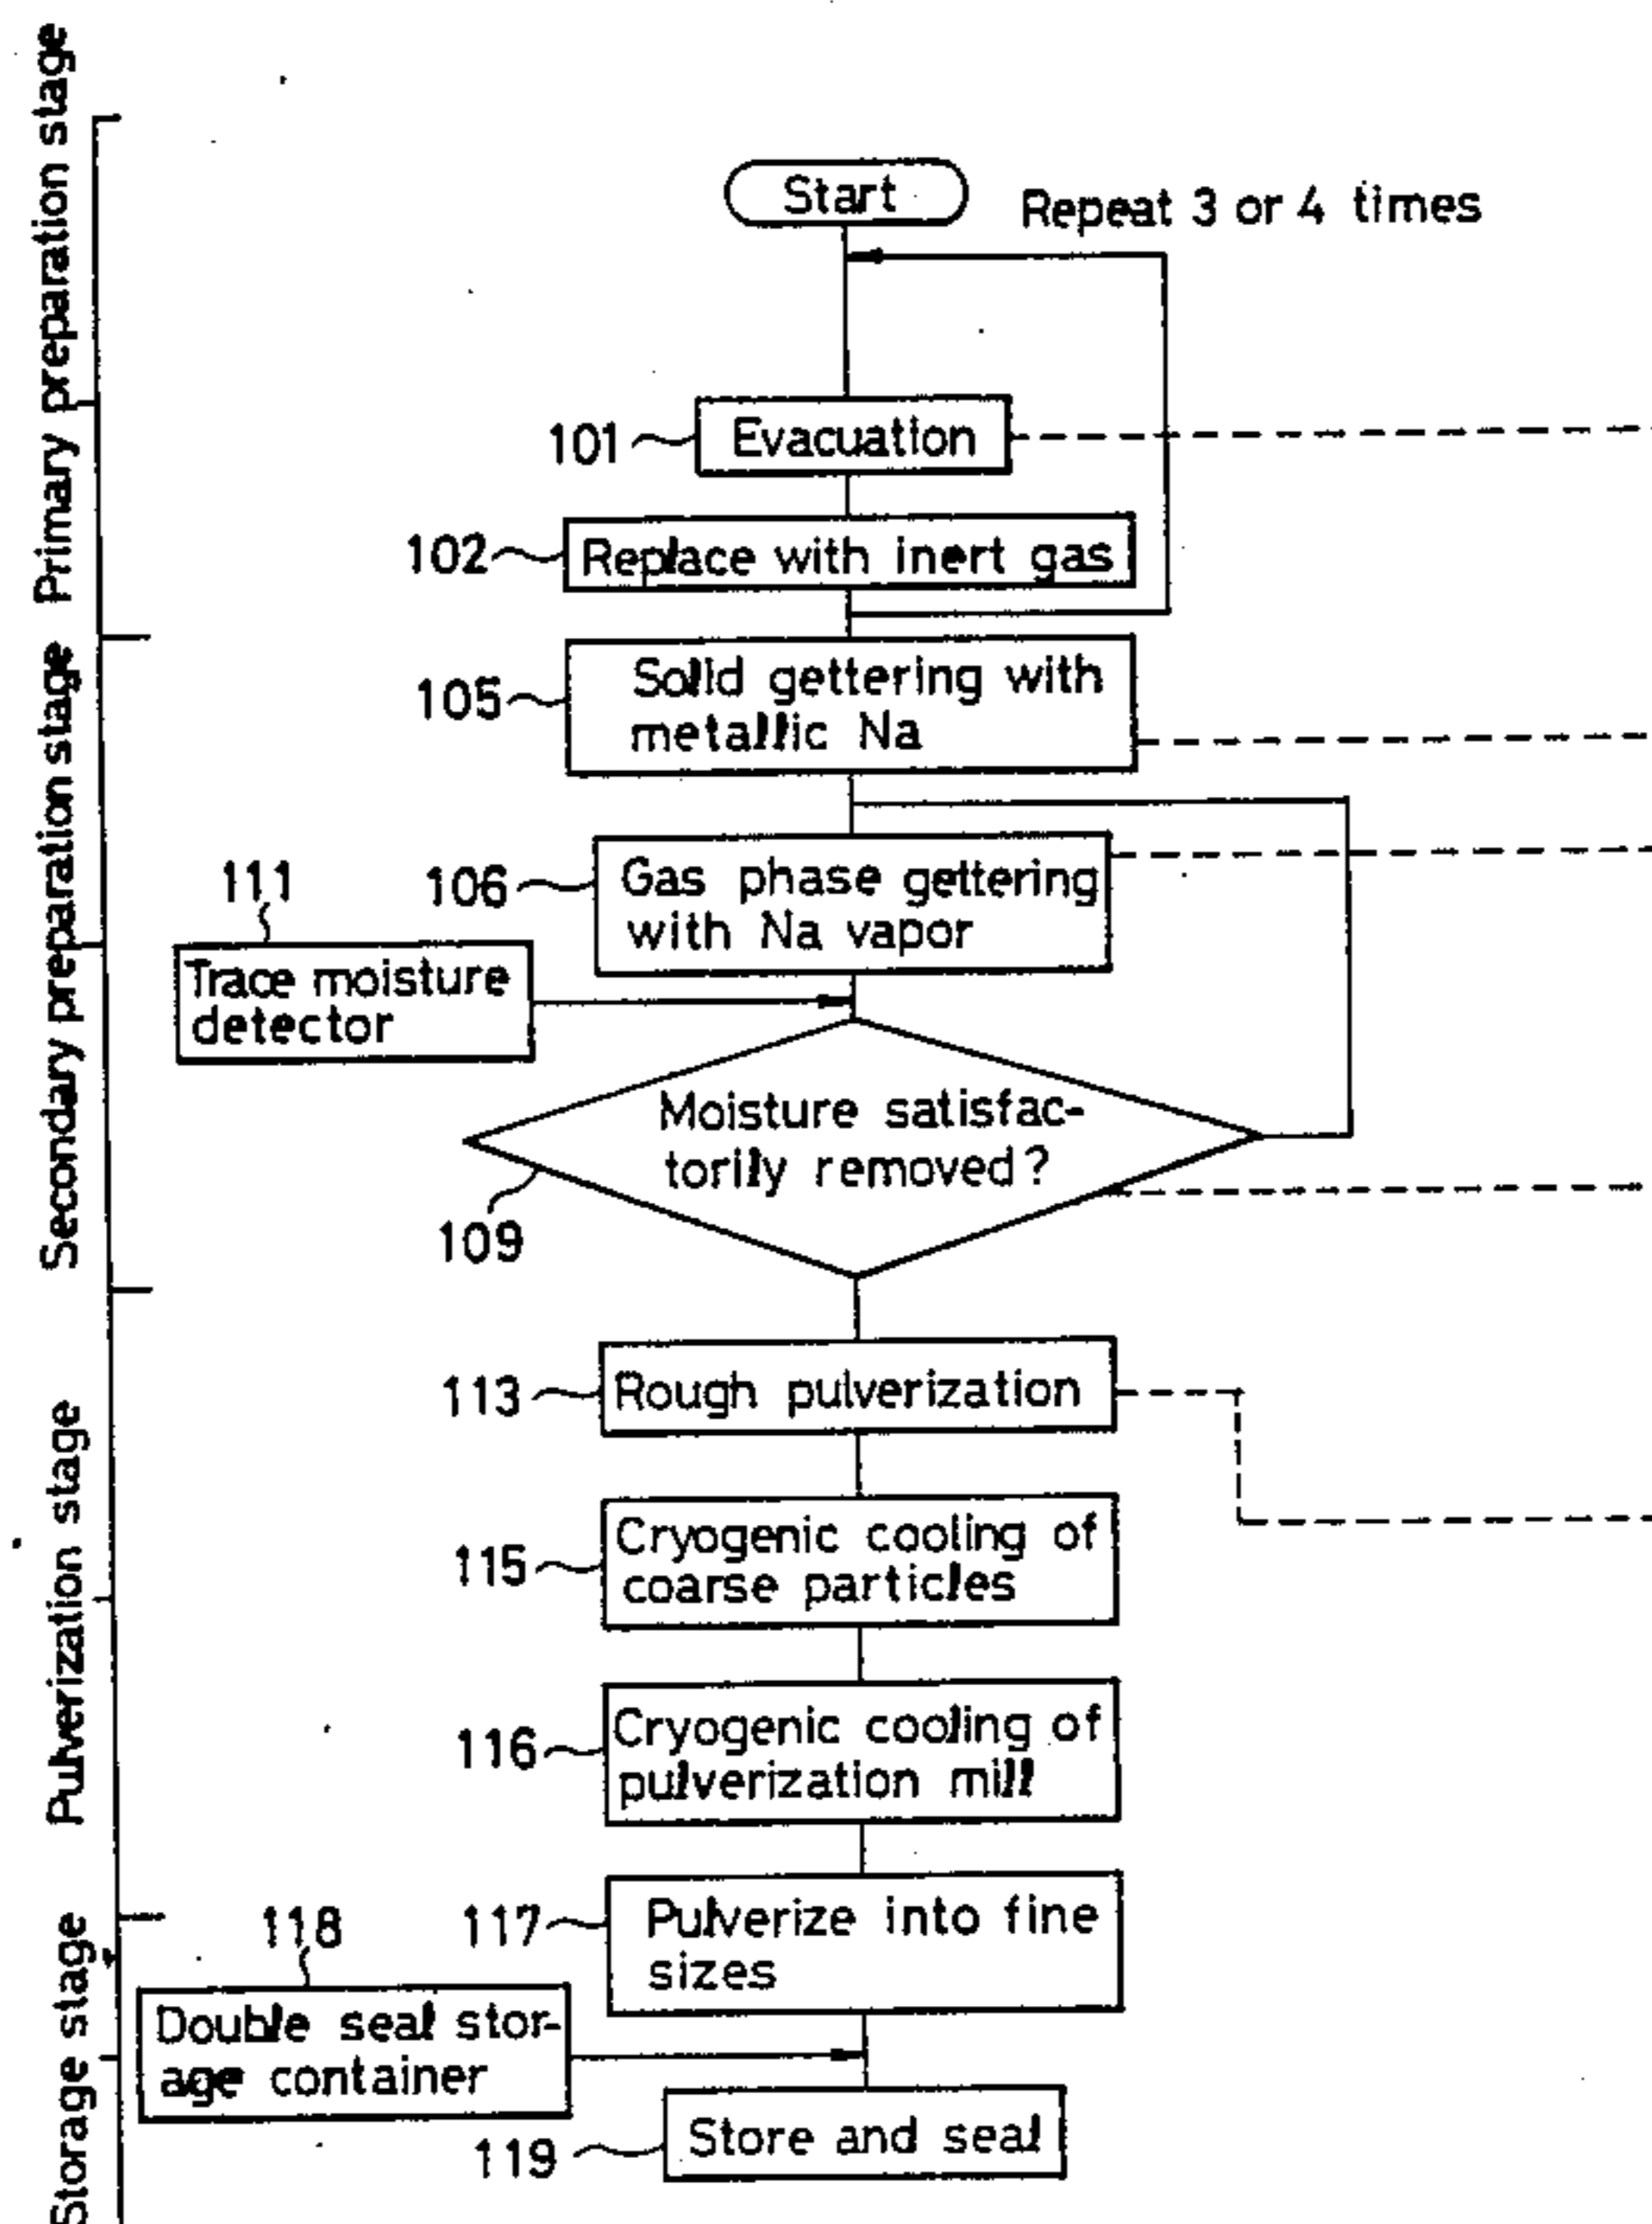 Primary preparation stage
Start
Repeat 3 or 4 times
101
Evacuation
102
Replace with inert gas
Secondary preparation stage
105
Solid gettering with
metallic Na
106
Gas phase gettering
with Na vapor
111
Trace moisture
detector
Moisture satisfac-
torily removed?
109
Pulverization stage
113
Rough pulverization
115
Cryogenic cooling of
coarse particles
116
Cryogenic cooling of
pulverization mill
117
Pulverize into fine
sizes
Storage stage
118
Double seal stor-
age container
119
Store and seal